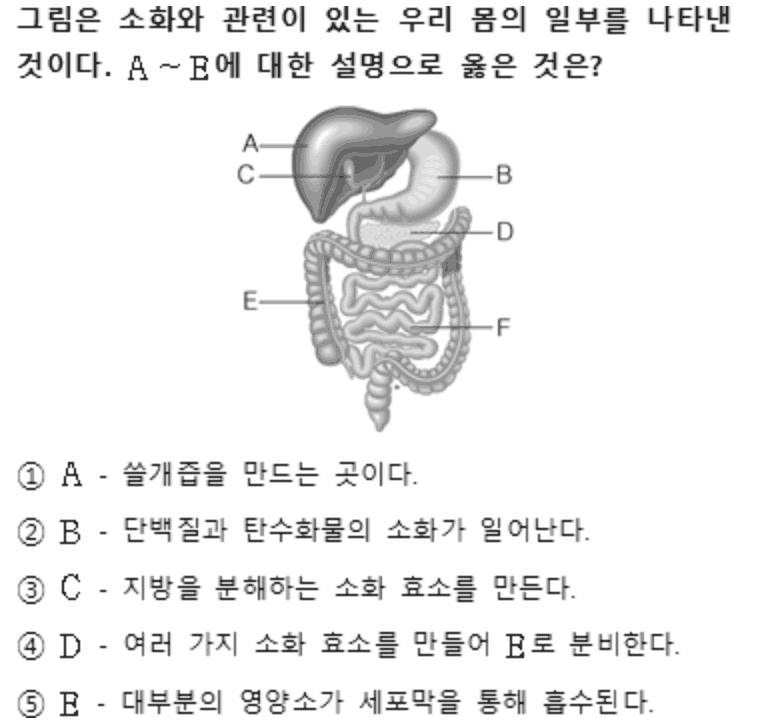 그림은 소화와 관련이 있는 우리 몸의 일부를 나타낸
것이다. A ~ E에 대한 설명으로 옳은 것은?
A
C
B
D
E
F
① A - 쓸개즙을 만드는 곳이다.
② B - 단백질과 탄수화물의 소화가 일어난다.
③ C - 지방을 분해하는 소화 효소를 만든다.
④ D - 여러 가지 소화 효소를 만들어 E로 분비한다.
⑤ E - 대부분의 영양소가 세포막을 통해 흡수된다.